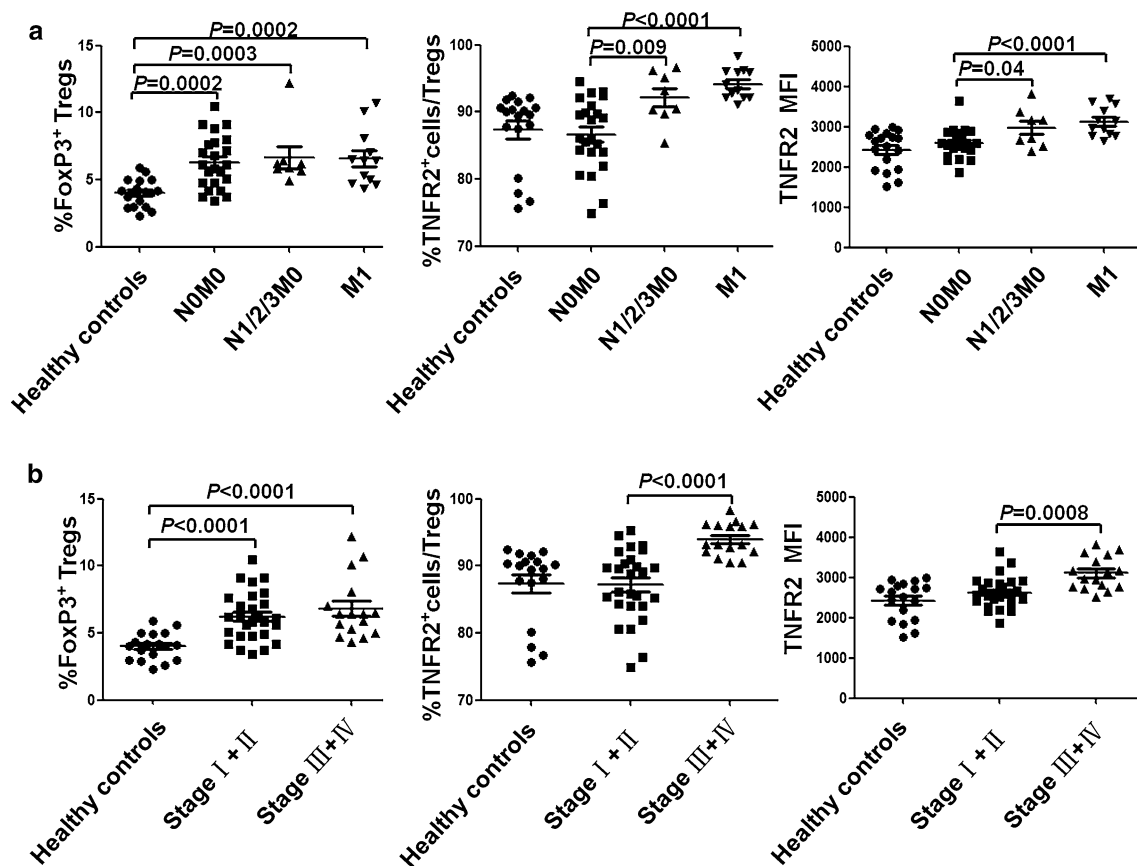 a
%FoxP3+ Tregs
15
10
5
0
P=0.0002
P=0.0003
P=0.0002
Healthy controls
N0M0
N1/2/3M0
M1
%TNFR2+cells/Tregs
100
90
80
70
P<0.0001
P=0.009
Healthy controls
N0M0
N1/2/3M0
M1
TNFR2 MFI
5000
4000
3000
2000
1000
0
P<0.0001
P=0.04
Healthy controls
N0M0
N1/2/3M0
M1
b
%FoxP3+ Tregs
15
10
5
0
P<0.0001
P<0.0001
Healthy controls
Stage Ⅰ+Ⅱ
Stage Ⅲ+Ⅳ
%TNFR2+cells/Tregs
100
90
80
70
P<0.0001
Healthy controls
Stage Ⅰ+Ⅱ
Stage Ⅲ+Ⅳ
TNFR2 MFI
5000
4000
3000
2000
1000
0
P=0.0008
Healthy controls
Stage Ⅰ+Ⅱ
Stage Ⅲ+Ⅳ